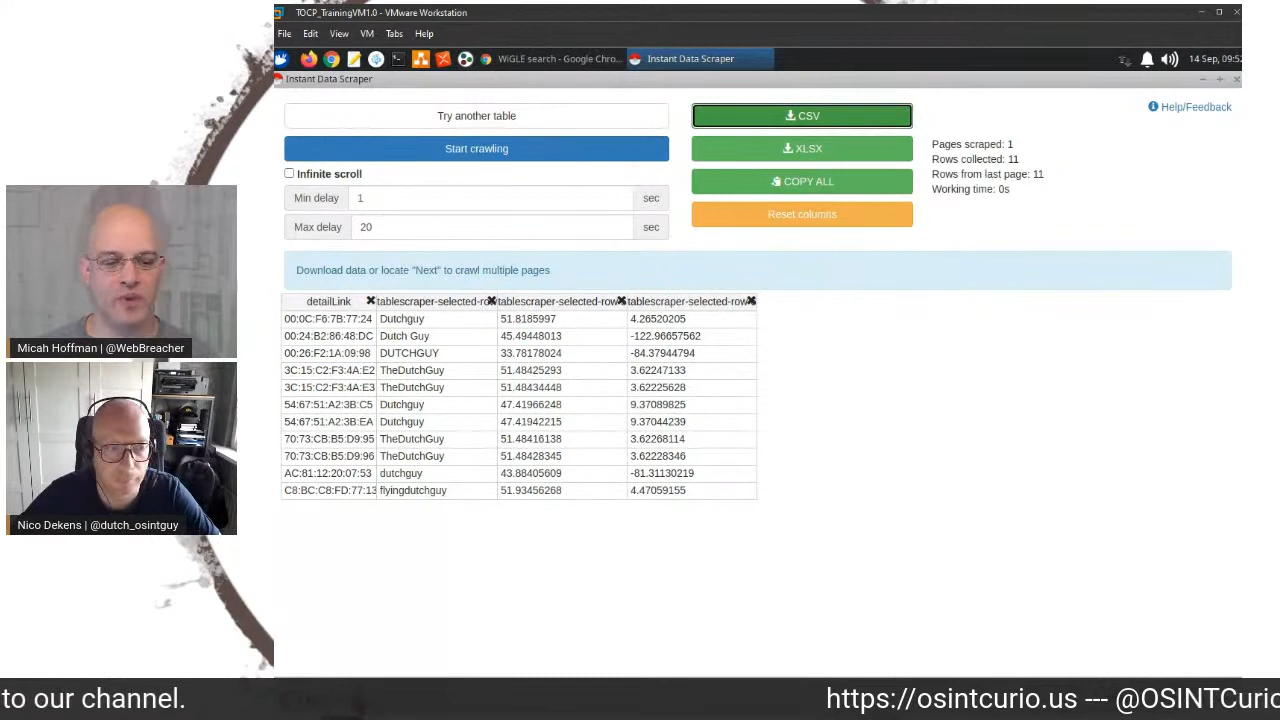 TOCP_TrainingVM1.0 - VMware Workstation
File Edit View VM Tabs Help
WiGLE search - Google Chro...
Instant Data Scraper
14 Sep, 09:52
Instant Data Scraper
Try another table
CSV
Help/Feedback
Start crawling
XLSX
Pages scraped: 1
Rows collected: 11
Rows from last page: 11
Working time: 0s
Infinite scroll
COPY ALL
Min delay 1 sec
Reset columns
Max delay 20 sec
Download data or locate "Next" to crawl multiple pages
detailLink tablescraper-selected-ro tablescraper-selected-row tablescraper-selected-row
00:0C:F6:7B:77:24 Dutchguy 51.8185997 4.26520205
00:24:B2:86:48:DC Dutch Guy 45.49448013 -122.96657562
00:26:F2:1A:09:98 DUTCHGUY 33.78178024 -84.37944794
3C:15:C2:F3:4A:E2 TheDutchGuy 51.48425293 3.62247133
3C:15:C2:F3:4A:E3 TheDutchGuy 51.48434448 3.62225628
54:67:51:A2:3B:C5 Dutchguy 47.41966248 9.37089825
54:67:51:A2:3B:EA Dutchguy 47.41942215 9.37044239
70:73:CB:B5:D9:95 TheDutchGuy 51.48416138 3.62268114
70:73:CB:B5:D9:96 TheDutchGuy 51.48428345 3.62228346
AC:81:12:20:07:53 dutchguy 43.88405609 -81.31130219
C8:BC:C8:FD:77:13 flyingdutchguy 51.93456268 4.47059155
Micah Hoffman | @WebBreacher
Nico Dekens | @dutch_osintguy
to our channel.
https://osintcurio.us --- @OSINTCurio